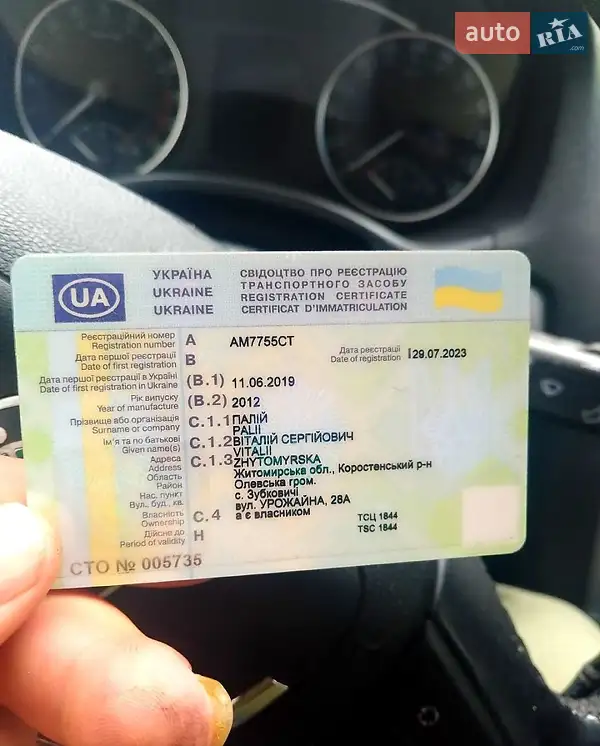 auto RIA .com
UA
УКРАЇНА
UKRAINE
UKRAINE
СВІДОЦТВО ПРО РЕЄСТРАЦІЮ
ТРАНСПОРТНОГО ЗАСОБУ
REGISTRATION CERTIFICATE
CERTIFICAT D'IMMATRICULATION
Реєстраційний номер
Registration number
A AM7755CT
Дата першої реєстрації
Date of first registration
B
Дата реєстрації
Date of registration
I 29.07.2023
Дата першої реєстрації в Україні
Date of first registration in Ukraine
(B.1) 11.06.2019
Рік випуску
Year of manufacture
(B.2) 2012
Прізвище або організація
Surname or company
C.1.1 ПАЛІЙ
PALII
Ім'я та по батькові
Given name(s)
C.1.2 ВІТАЛІЙ СЕРГІЙОВИЧ
VITALII
Адреса
Address
Область
Район
Нас. пункт
Вул., буд., кв.
C.1.3 ZHYTOMYRSKA
Житомирська обл., Коростенський р-н
Олевська гром.
с. Зубковичі
вул. УРОЖАЙНА, 28А
Власність
Ownership
C.4 а є власником
Дійсне до
Period of validity
H
ТСЦ 1844
TSC 1844
СТО № 005735